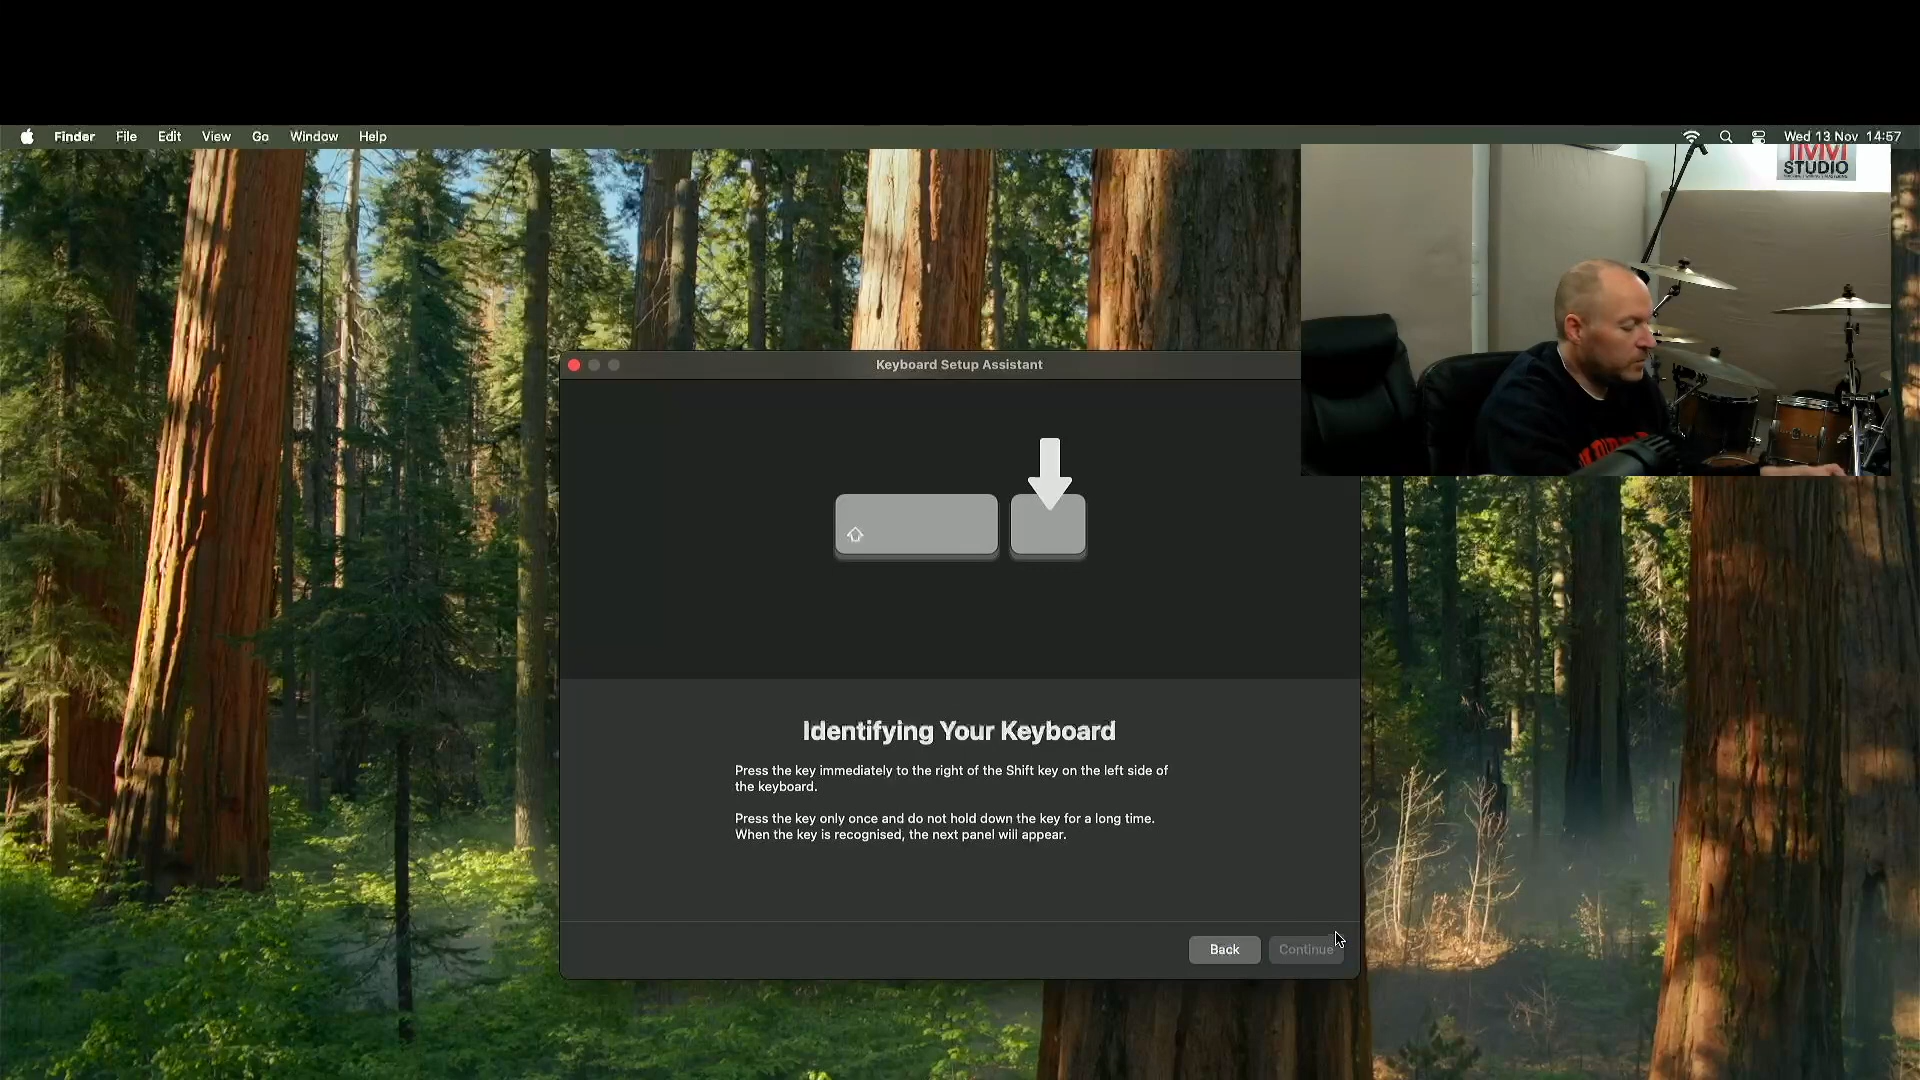 Finder File Edit View Go Window Help
Wed 13 Nov 14:57
STUDIO
Keyboard Setup Assistant
Identifying Your Keyboard
Press the key immediately to the right of the Shift key on the left side of
the keyboard.
Press the key only once and do not hold down the key for a long time.
When the key is recognised, the next panel will appear.
Back Continue